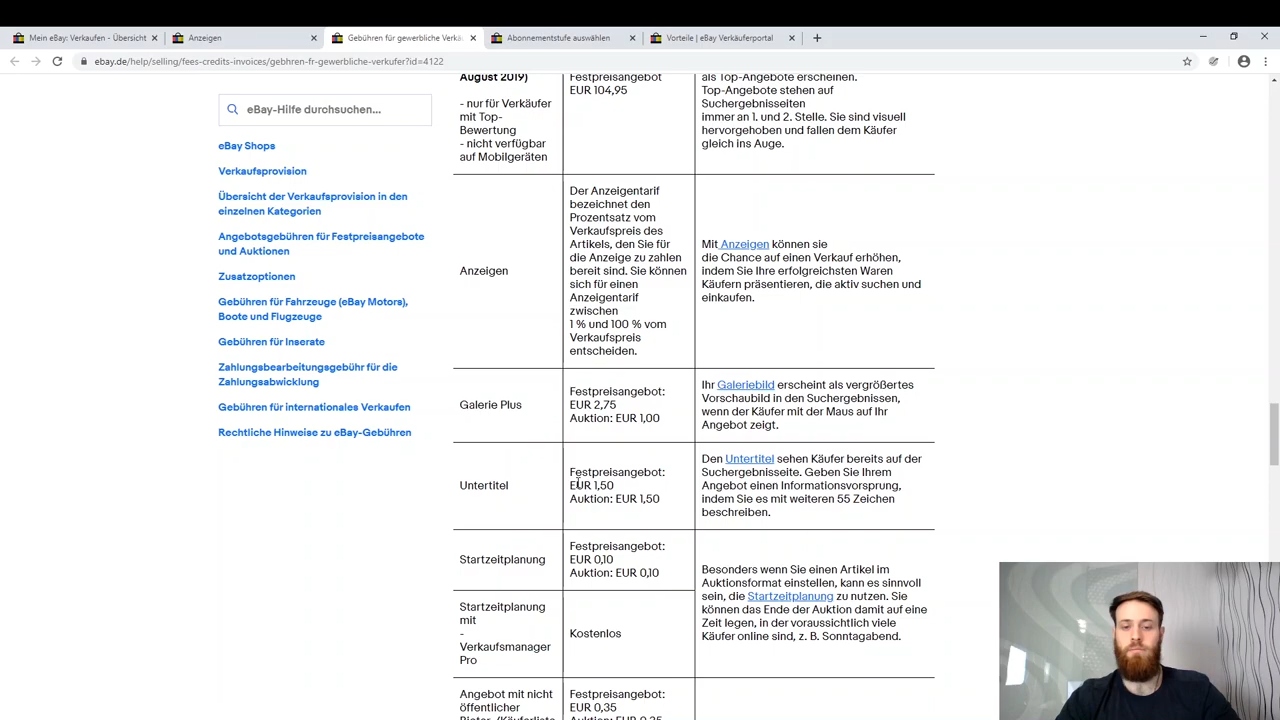 Mein eBay: Verkaufen - Übersicht
Anzeigen
Gebühren für gewerbliche Verkä
Abonnementstufe auswählen
Vorteile | eBay Verkäuferportal
ebay.de/help/selling/fees-credits-invoices/gebhren-fr-gewerbliche-verkufer?id=4122
eBay-Hilfe durchsuchen...
eBay Shops
Verkaufsprovision
Übersicht der Verkaufsprovision in den
einzelnen Kategorien
Angebotsgebühren für Festpreisangebote
und Auktionen
Zusatzoptionen
Gebühren für Fahrzeuge (eBay Motors),
Boote und Flugzeuge
Gebühren für Inserate
Zahlungsbearbeitungsgebühr für die
Zahlungsabwicklung
Gebühren für internationales Verkaufen
Rechtliche Hinweise zu eBay-Gebühren
August 2019)
- nur für Verkäufer
mit Top-
Bewertung
- nicht verfügbar
auf Mobilgeräten
Festpreisangebot
EUR 104,95
als Top-Angebote erscheinen.
Top-Angebote stehen auf
Suchergebnisseiten
immer an 1. und 2. Stelle. Sie sind visuell
hervorgehoben und fallen dem Käufer
gleich ins Auge.
Anzeigen
Der Anzeigentarif
bezeichnet den
Prozentsatz vom
Verkaufspreis des
Artikels, den Sie für
die Anzeige zu zahlen
bereit sind. Sie können
sich für einen
Anzeigentarif
zwischen
1 % und 100 % vom
Verkaufspreis
entscheiden.
Mit Anzeigen können sie
die Chance auf einen Verkauf erhöhen,
indem Sie Ihre erfolgreichsten Waren
Käufern präsentieren, die aktiv suchen und
einkaufen.
Galerie Plus
Festpreisangebot:
EUR 2,75
Auktion: EUR 1,00
Ihr Galeriebild erscheint als vergrößertes
Vorschaubild in den Suchergebnissen,
wenn der Käufer mit der Maus auf Ihr
Angebot zeigt.
Untertitel
Festpreisangebot:
EUR 1,50
Auktion: EUR 1,50
Den Untertitel sehen Käufer bereits auf der
Suchergebnisseite. Geben Sie Ihrem
Angebot einen Informationsvorsprung,
indem Sie es mit weiteren 55 Zeichen
beschreiben.
Startzeitplanung
Festpreisangebot:
EUR 0,10
Auktion: EUR 0,10
Besonders wenn Sie einen Artikel im
Auktionsformat einstellen, kann es sinnvoll
sein, die Startzeitplanung zu nutzen. Sie
können das Ende der Auktion damit auf eine
Zeit legen, in der voraussichtlich viele
Käufer online sind, z. B. Sonntagabend.
Startzeitplanung
mit
-
Verkaufsmanager
Pro
Kostenlos
Angebot mit nicht
öffentlicher
Festpreisangebot:
EUR 0,35